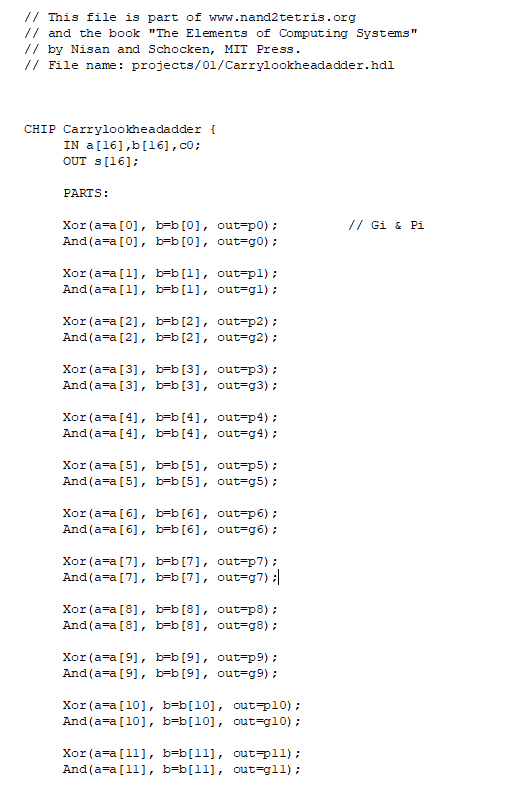 // This file is part of www.nand2tetris.org
// and the book "The Elements of Computing Systems"
// by Nisan and Schocken, MIT Press.
// File name: projects/01/Carrylookheadadder.hdl
CHIP Carrylookheadadder {
IN a[16],b[16],c0;
OUT s[16];
PARTS:
Xor(a=a[0], b=b[0], out=p0); // Gi & Pi
And(a=a[0], b=b[0], out=g0);
Xor(a=a[1], b=b[1], out=p1);
And(a=a[1], b=b[1], out=g1);
Xor(a=a[2], b=b[2], out=p2);
And(a=a[2], b=b[2], out=g2);
Xor(a=a[3], b=b[3], out=p3);
And(a=a[3], b=b[3], out=g3);
Xor(a=a[4], b=b[4], out=p4);
And(a=a[4], b=b[4], out=g4);
Xor(a=a[5], b=b[5], out=p5);
And(a=a[5], b=b[5], out=g5);
Xor(a=a[6], b=b[6], out=p6);
And(a=a[6], b=b[6], out=g6);
Xor(a=a[7], b=b[7], out=p7);
And(a=a[7], b=b[7], out=g7);
Xor(a=a[8], b=b[8], out=p8);
And(a=a[8], b=b[8], out=g8);
Xor(a=a[9], b=b[9], out=p9);
And(a=a[9], b=b[9], out=g9);
Xor(a=a[10], b=b[10], out=p10);
And(a=a[10], b=b[10], out=g10);
Xor(a=a[11], b=b[11], out=p11);
And(a=a[11], b=b[11], out=g11);